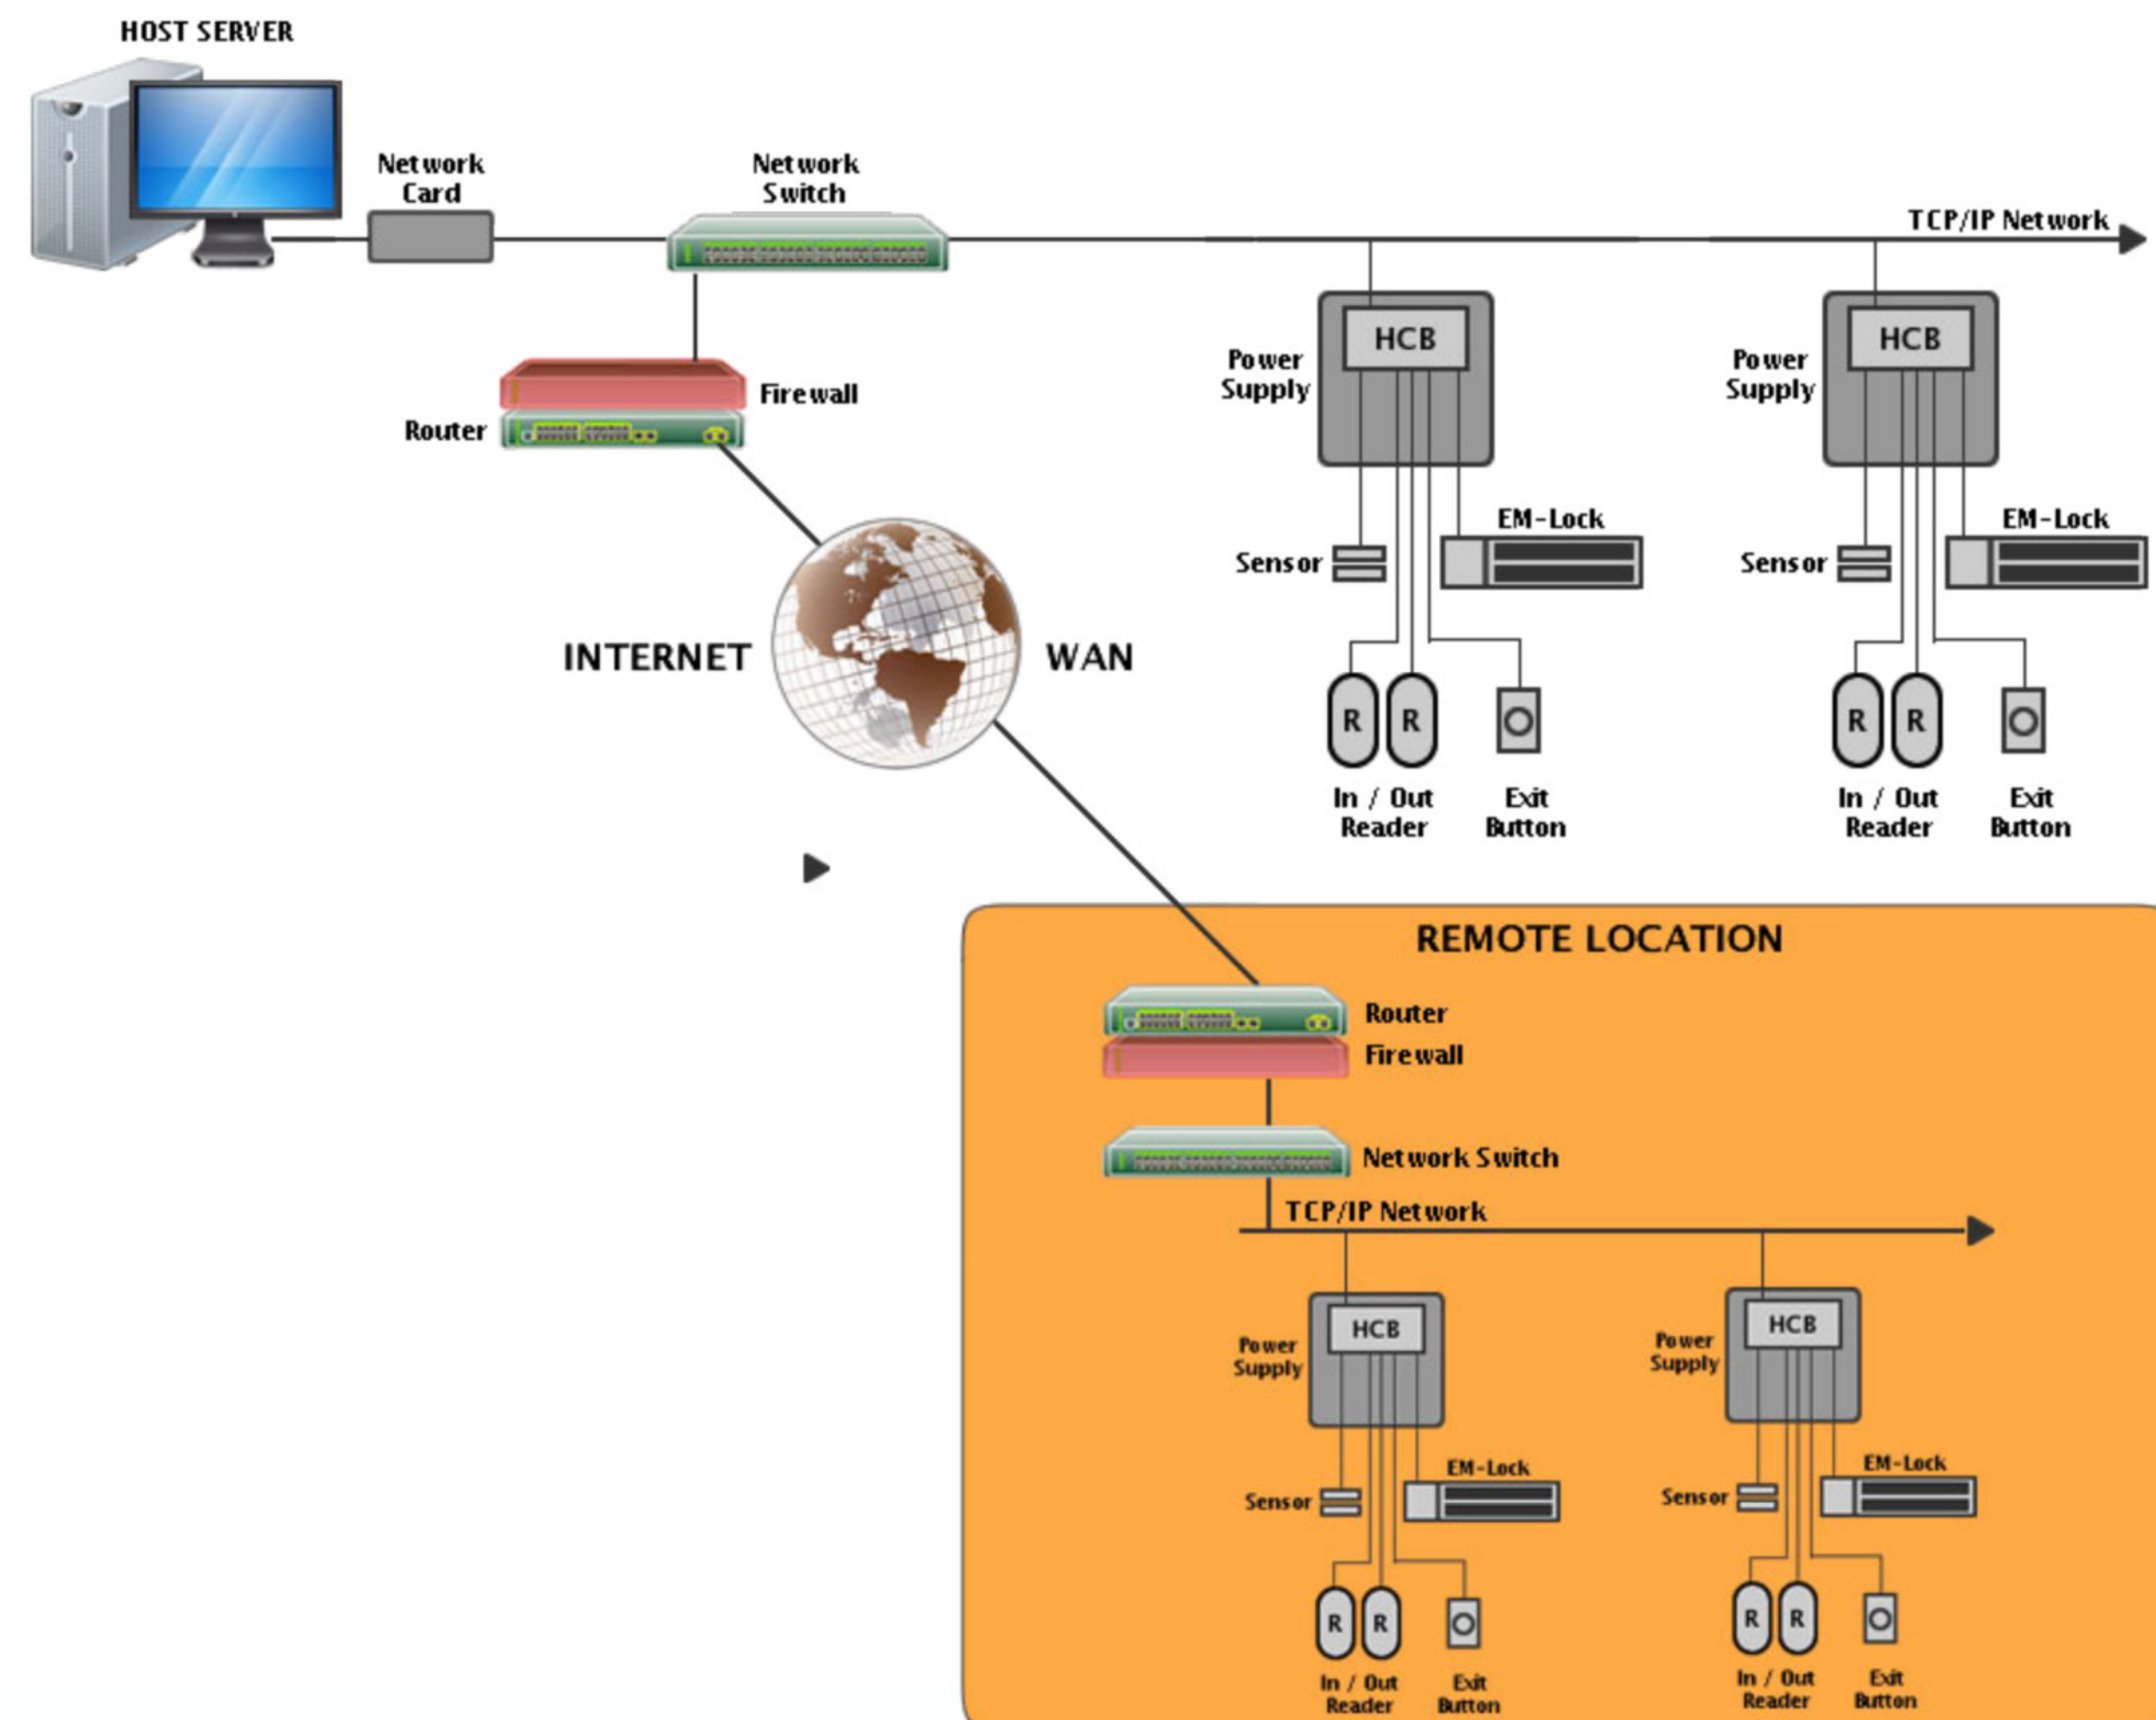 HOST SERVER
Network
Card
Network
Switch
TCP/IP Network
HCB
Power
Supply
EM-Lock
Sensor
R R
In / Out
Reader
Exit
Button
HCB
Power
Supply
EM-Lock
Sensor
R R
In / Out
Reader
Exit
Button
Firewall
Router
INTERNET
WAN
REMOTE LOCATION
Router
Firewall
Network Switch
TCP/IP Network
HCB
Power
Supply
EM-Lock
Sensor
R R
In / Out
Reader
Exit
Button
HCB
Power
Supply
EM-Lock
Sensor
R R
In / Out
Reader
Exit
Button